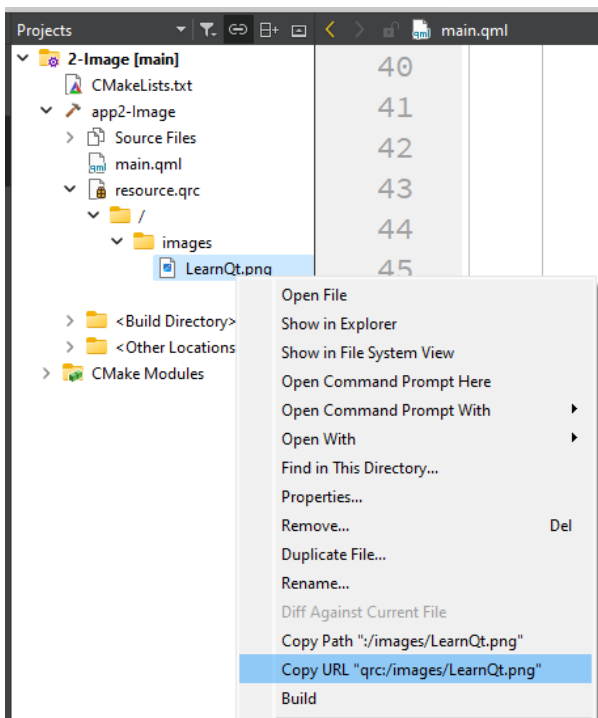 Projects
main.qml
2-Image [main]
CMakeLists.txt
app2-Image
Source Files
main.qml
resource.qrc
/
images
LearnQt.png
<Build Directory>
<Other Locations
CMake Modules
40
41
42
43
44
45
Open File
Show in Explorer
Show in File System View
Open Command Prompt Here
Open Command Prompt With
Open With
Find in This Directory...
Properties...
Remove... Del
Duplicate File...
Rename...
Diff Against Current File
Copy Path ":/images/LearnQt.png"
Copy URL "qrc:/images/LearnQt.png"
Build